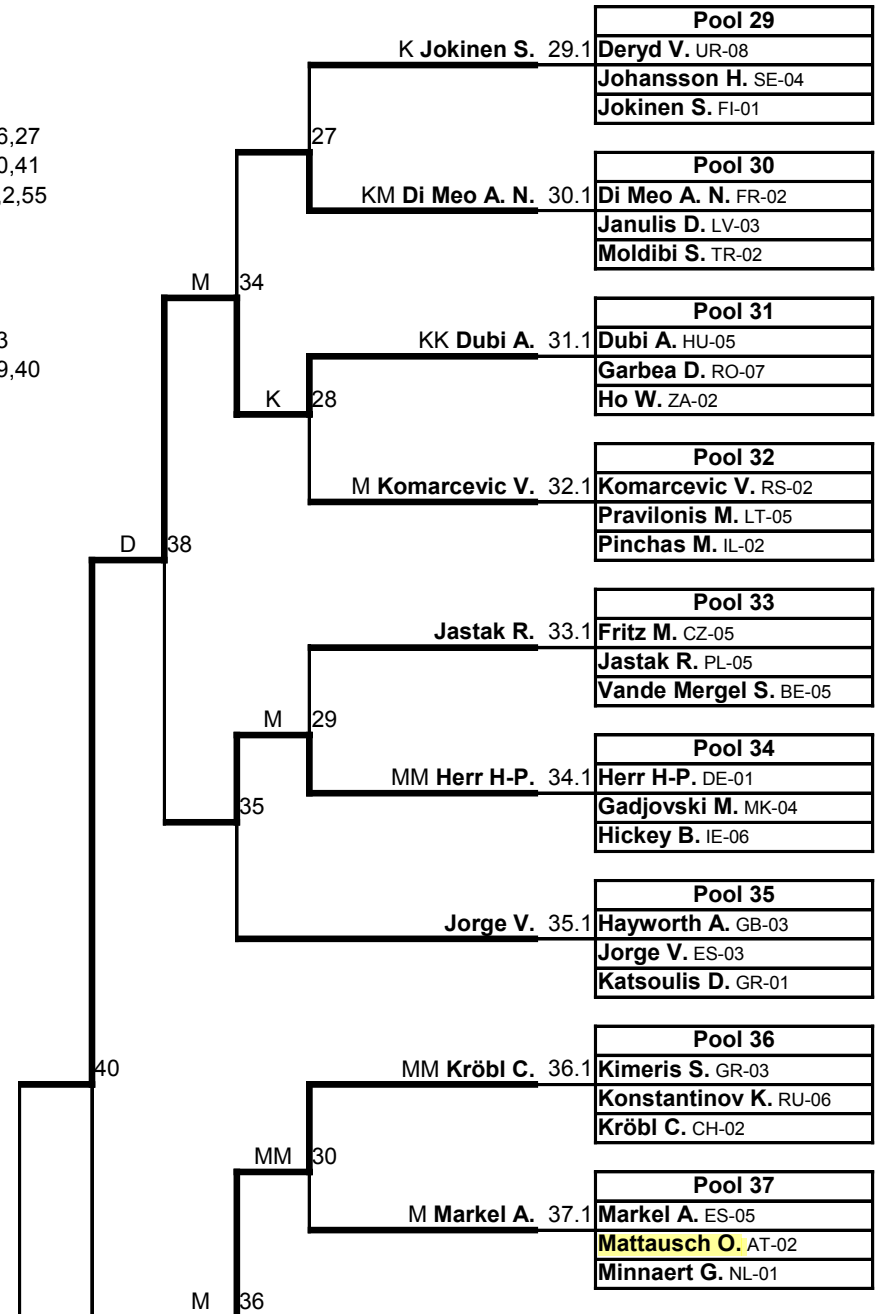 Pool 29
K Jokinen S. 29.1 Deryd V. UR-08
Johansson H. SE-04
Jokinen S. FI-01
6,27
27
0,41
Pool 30
2,55
KM Di Meo A. N. 30.1 Di Meo A. N. FR-02
Janulis D. LV-03
Moldibi S. TR-02
M 34
Pool 31
3
KK Dubi A. 31.1 Dubi A. HU-05
9,40
Garbea D. RO-07
K 28
Ho W. ZA-02
Pool 32
M Komarcevic V. 32.1 Komarcevic V. RS-02
Pravilonis M. LT-05
D 38
Pinchas M. IL-02
Pool 33
Jastak R. 33.1 Fritz M. CZ-05
Jastak R. PL-05
Vande Mergel S. BE-05
M 29
Pool 34
MM Herr H-P. 34.1 Herr H-P. DE-01
35
Gadjovski M. MK-04
Hickey B. IE-06
Pool 35
Jorge V. 35.1 Hayworth A. GB-03
Jorge V. ES-03
Katsoulis D. GR-01
Pool 36
40
MM Kröbl C. 36.1 Kimeris S. GR-03
Konstantinov K. RU-06
Kröbl C. CH-02
MM 30
Pool 37
M Markel A. 37.1 Markel A. ES-05
Mattausch O. AT-02
Minnaert G. NL-01
M 36